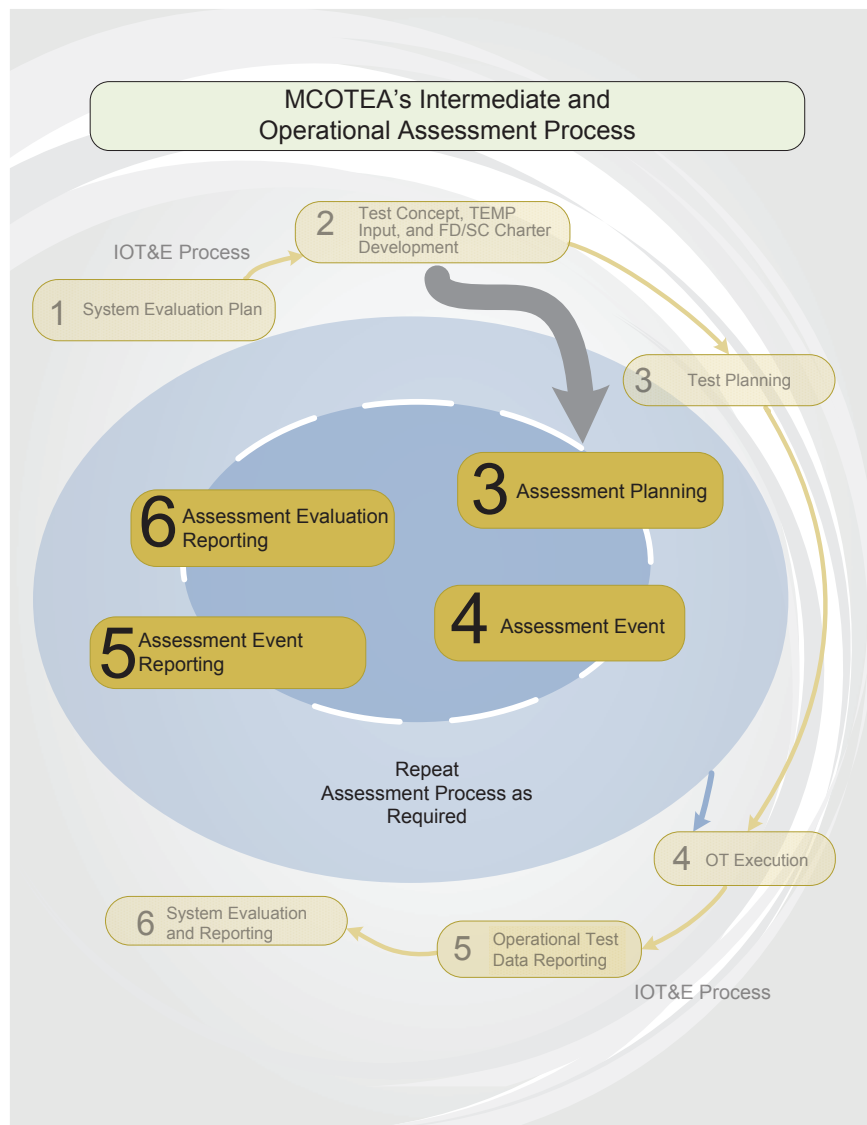 MCOTEA's Intermediate and
Operational Assessment Process
2
Test Concept, TEMP
Input, and FD/SC Charter
Development
IOT&E Process
1 System Evaluation Plan
3 Test Planning
3 Assessment Planning
6 Assessment Evaluation
Reporting
4 Assessment Event
5 Assessment Event
Reporting
Repeat
Assessment Process as
Required
4 OT Execution
6 System Evaluation
and Reporting
5 Operational Test
Data Reporting
IOT&E Process